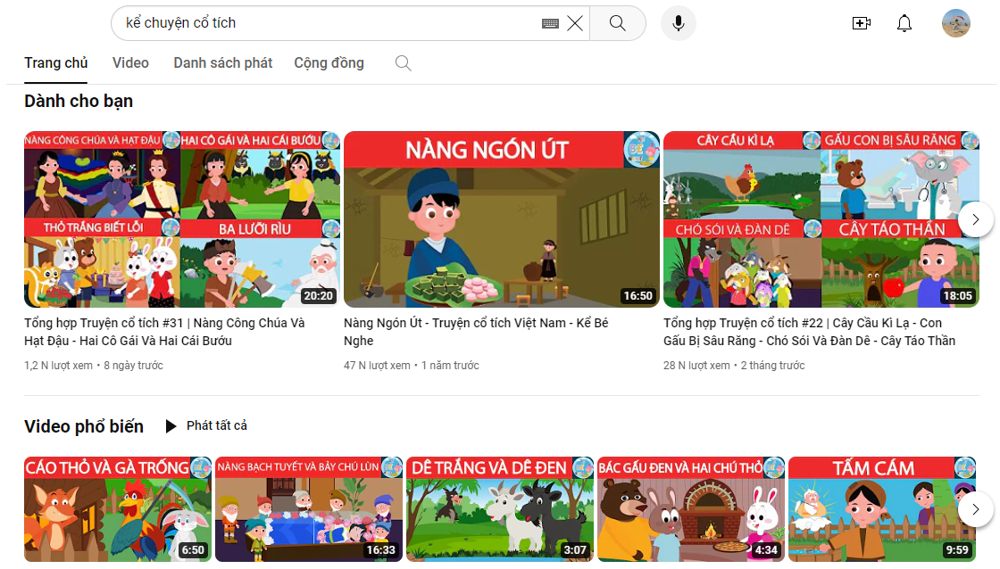 kể chuyện cổ tích
Trang chủ
Video
Danh sách phát
Cộng đồng
Dành cho bạn
NÀNG CÔNG CHÚA VÀ HẠT ĐẬU
HAI CÔ GÁI VÀ HAI CÁI BƯỚU
THỎ TRẮNG BIẾT LỖI
BA LƯỠI RÌU
20:20
NÀNG NGÓN ÚT
BÉ
16:50
CÂY CẦU KÌ LẠ
GẤU CON BỊ SÂU RĂNG
CHÓ SÓI VÀ ĐÀN DÊ
CÂY TÁO THẦN
18:05
Tổng hợp Truyện cổ tích #31 | Nàng Công Chúa Và
Hạt Đậu - Hai Cô Gái Và Hai Cái Bướu
1,2 N lượt xem • 8 ngày trước
Nàng Ngón Út - Truyện cổ tích Việt Nam - Kể Bé
Nghe
47 N lượt xem • 1 năm trước
Tổng hợp Truyện cổ tích #22 | Cây Cầu Kì Lạ - Con
Gấu Bị Sâu Răng - Chó Sói Và Đàn Dê - Cây Táo Thần
28 N lượt xem • 2 tháng trước
Video phổ biến
Phát tất cả
CÁO THỎ VÀ GÀ TRỐNG
6:50
NÀNG BẠCH TUYẾT VÀ BẢY CHÚ LÙN
16:33
DÊ TRẮNG VÀ DÊ ĐEN
3:07
BÁC GẤU ĐEN VÀ HAI CHÚ THỎ
4:34
TẤM CÁM
9:59